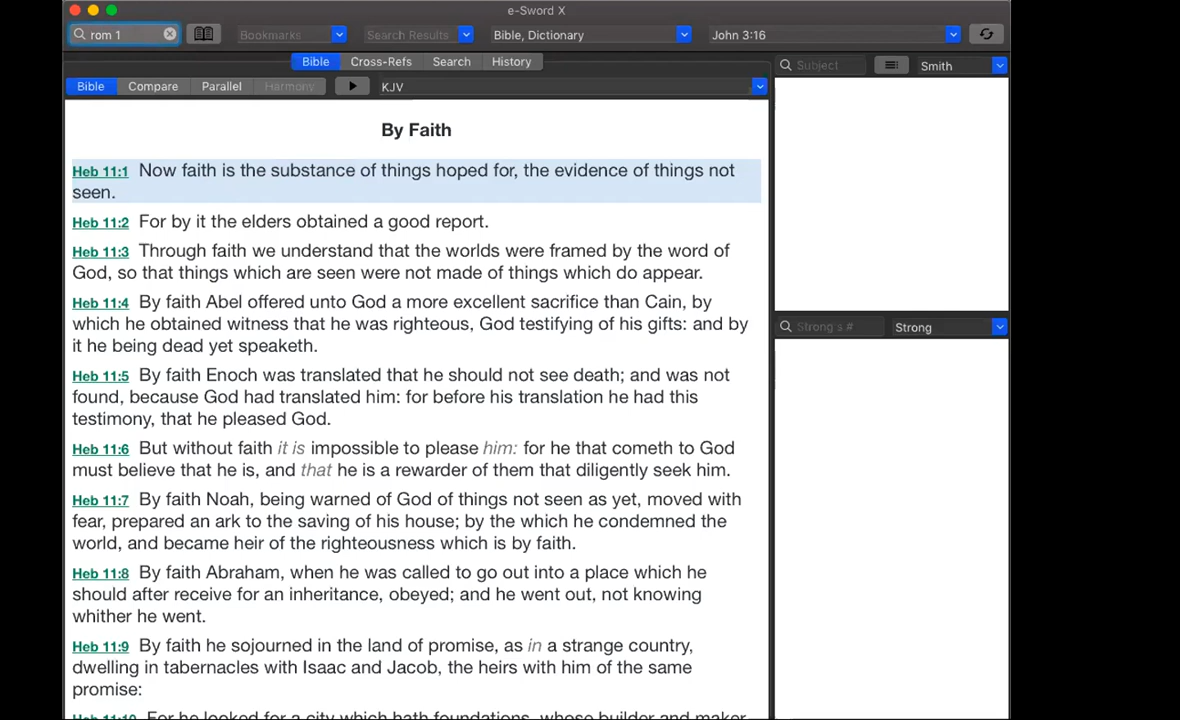 e-Sword X
rom 1
Bookmarks
Search Results
Bible, Dictionary
John 3:16
Bible
Cross-Refs
Search
History
Subject
Smith
Bible
Compare
Parallel
Harmony
KJV
By Faith
Heb 11:1 Now faith is the substance of things hoped for, the evidence of things not
seen.
Heb 11:2 For by it the elders obtained a good report.
Heb 11:3 Through faith we understand that the worlds were framed by the word of
God, so that things which are seen were not made of things which do appear.
Heb 11:4 By faith Abel offered unto God a more excellent sacrifice than Cain, by
which he obtained witness that he was righteous, God testifying of his gifts: and by
it he being dead yet speaketh.
Heb 11:5 By faith Enoch was translated that he should not see death; and was not
found, because God had translated him: for before his translation he had this
testimony, that he pleased God.
Heb 11:6 But without faith it is impossible to please him: for he that cometh to God
must believe that he is, and that he is a rewarder of them that diligently seek him.
Heb 11:7 By faith Noah, being warned of God of things not seen as yet, moved with
fear, prepared an ark to the saving of his house; by the which he condemned the
world, and became heir of the righteousness which is by faith.
Heb 11:8 By faith Abraham, when he was called to go out into a place which he
should after receive for an inheritance, obeyed; and he went out, not knowing
whither he went.
Heb 11:9 By faith he sojourned in the land of promise, as in a strange country,
dwelling in tabernacles with Isaac and Jacob, the heirs with him of the same
promise:
Heb 11:10 For he looked for a city which hath foundations, whose builder and maker
Strong's #
Strong